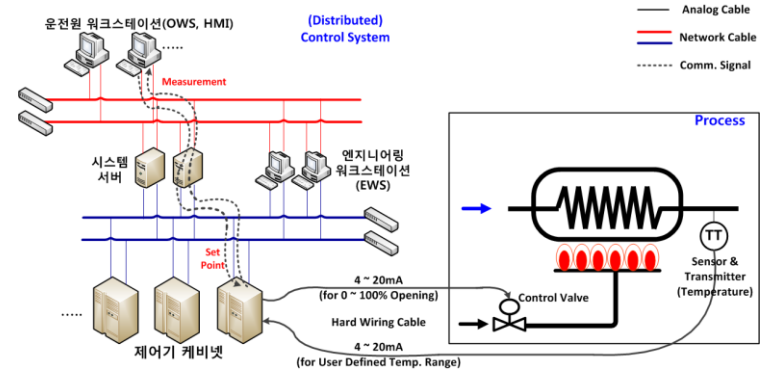 운전원 워크스테이션(OWS, HMI)
.....
(Distributed)
Control System
Analog Cable
Network Cable
Comm. Signal
Measurement
Process
시스템
서버
엔지니어링
워크스테이션
(EWS)
TT
Sensor &
Transmitter
(Temperature)
Set
Point
4 ~ 20mA
(for 0 ~ 100% Opening)
Control Valve
.....
Hard Wiring Cable
제어기 케비넷
4 ~ 20mA
(for User Defined Temp. Range)